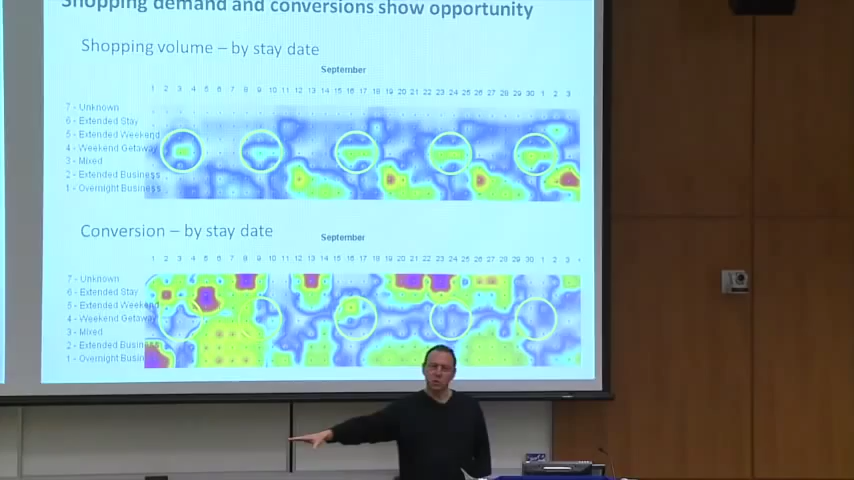 Shopping demand and conversions show opportunity
Shopping volume – by stay date
September
1 2 3 4 5 6 7 8 9 10 11 12 13 14 15 16 17 18 19 20 21 22 23 24 25 26 27 28 29 30 1 2 3
7 - Unknown
6 - Extended Stay
5 - Extended Weekend
4 - Weekend Getaway
3 - Mixed
2 - Extended Business
1 - Overnight Business
Conversion – by stay date
September
1 2 3 4 5 6 7 8 9 10 11 12 13 14 15 16 17 18 19 20 21 22 23 24 25 26 27 28 29 30 1 2 3
7 - Unknown
6 - Extended Stay
5 - Extended Weekend
4 - Weekend Getaway
3 - Mixed
2 - Extended Busin
1 - Overnight Busin